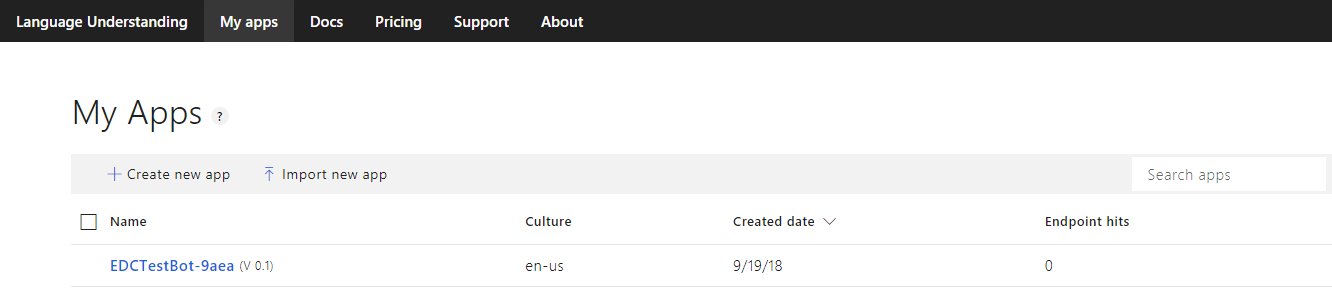 Language Understanding My apps Docs Pricing Support About
My Apps ?
Create new app Import new app Search apps
Name Culture Created date Endpoint hits
EDCTestBot-9aea (V 0.1) en-us 9/19/18 0